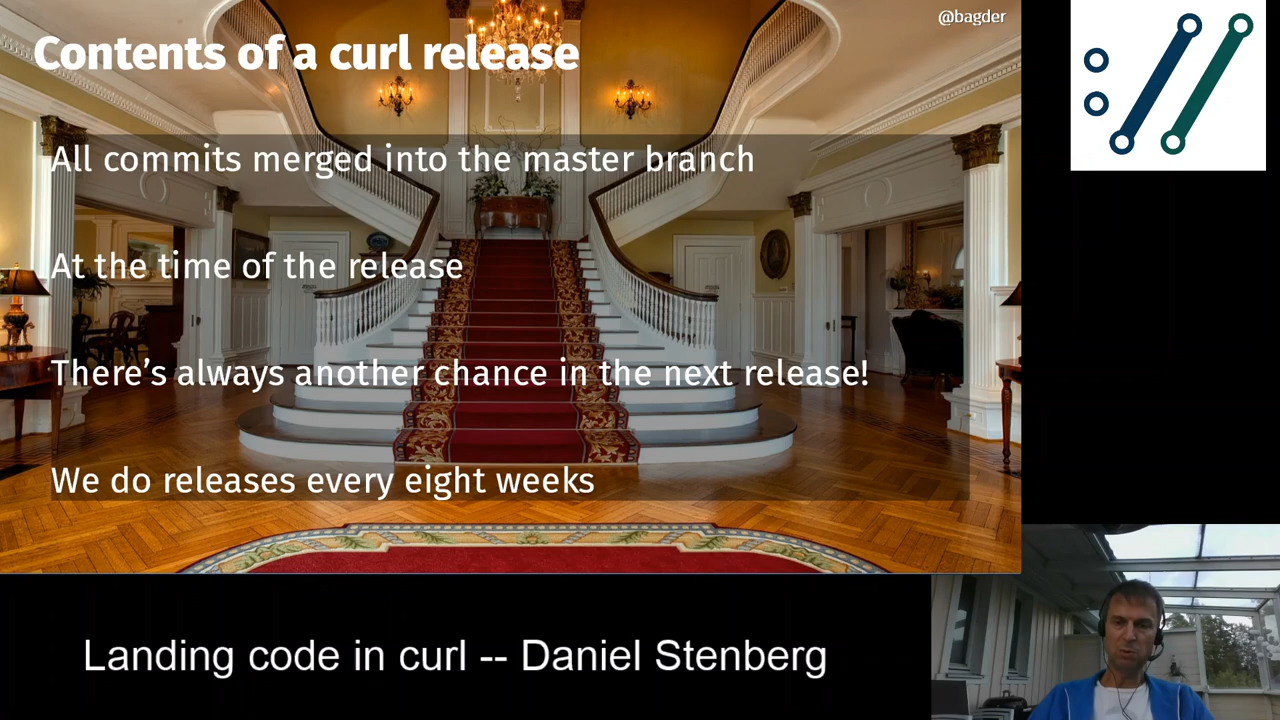 @bagder
Contents of a curl release
All commits merged into the master branch
At the time of the release
There’s always another chance in the next release!
We do releases every eight weeks
Landing code in curl -- Daniel Stenberg